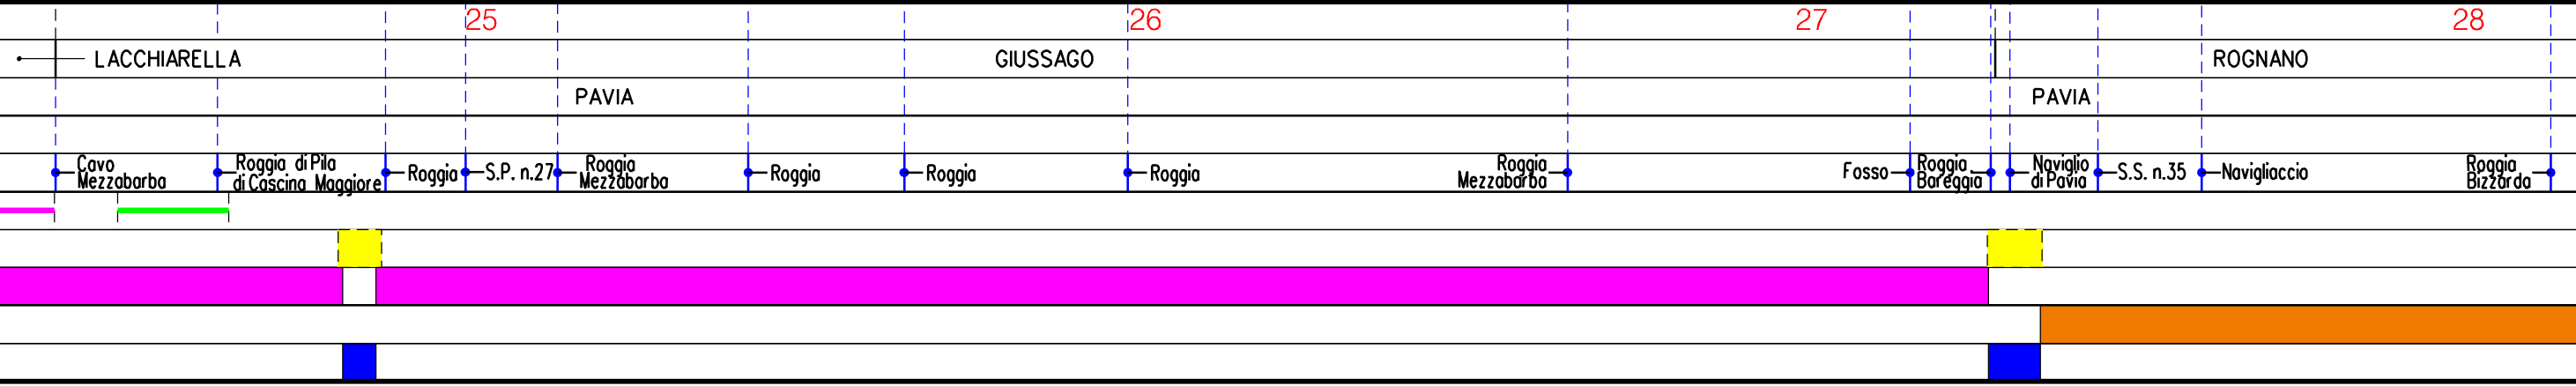 25
26
27
28
LACCHIARELLA
GIUSSAGO
ROGNANO
PAVIA
PAVIA
Cavo
Mezzabarba
Roggia di Pila
di Cascina Maggiore
Roggia
S.P. n.27
Roggia
Mezzabarba
Roggia
Roggia
Roggia
Roggia
Mezzabarba
Fosso
Roggia
Bareggia
Naviglio
di Pavia
S.S. n.35
Navigliaccio
Roggia
Bizzarda